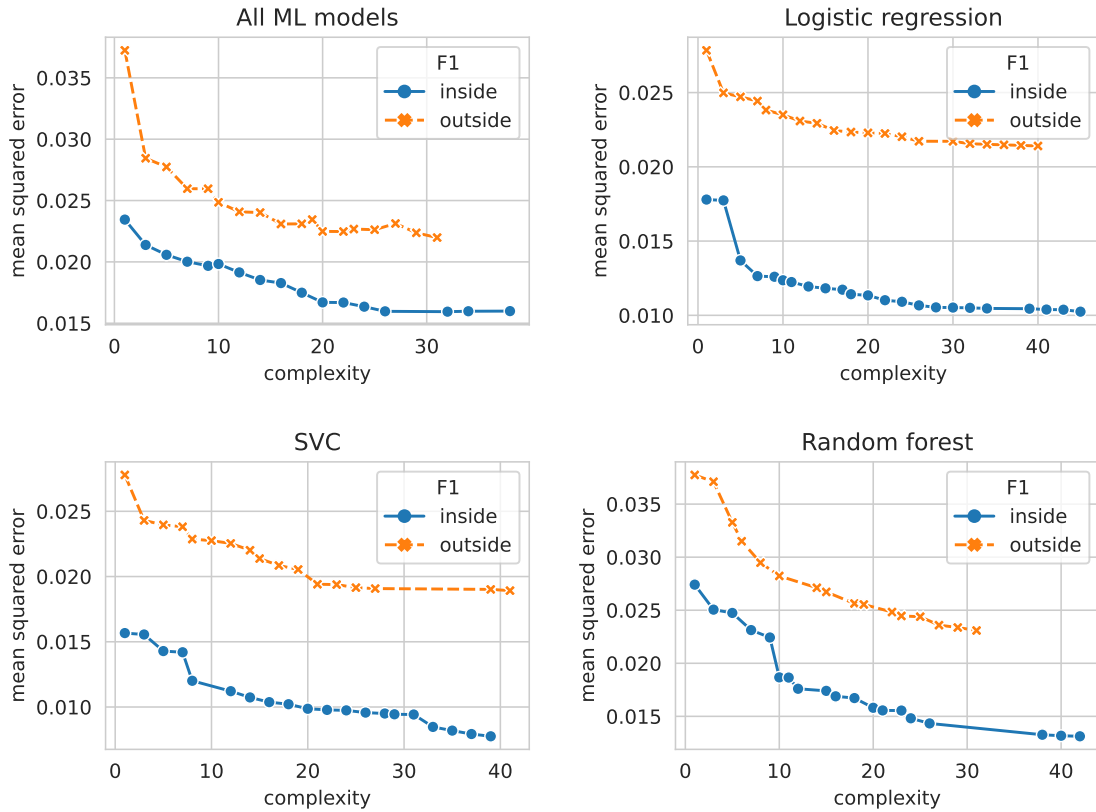 All ML models
mean squared error
0.035
0.030
0.025
0.020
0.015
0
10
20
30
complexity
F1
inside
outside
Logistic regression
mean squared error
0.025
0.020
0.015
0.010
0
10
20
30
40
complexity
F1
inside
outside
SVC
mean squared error
0.025
0.020
0.015
0.010
0
10
20
30
40
complexity
F1
inside
outside
Random forest
mean squared error
0.035
0.030
0.025
0.020
0.015
0
10
20
30
40
complexity
F1
inside
outside